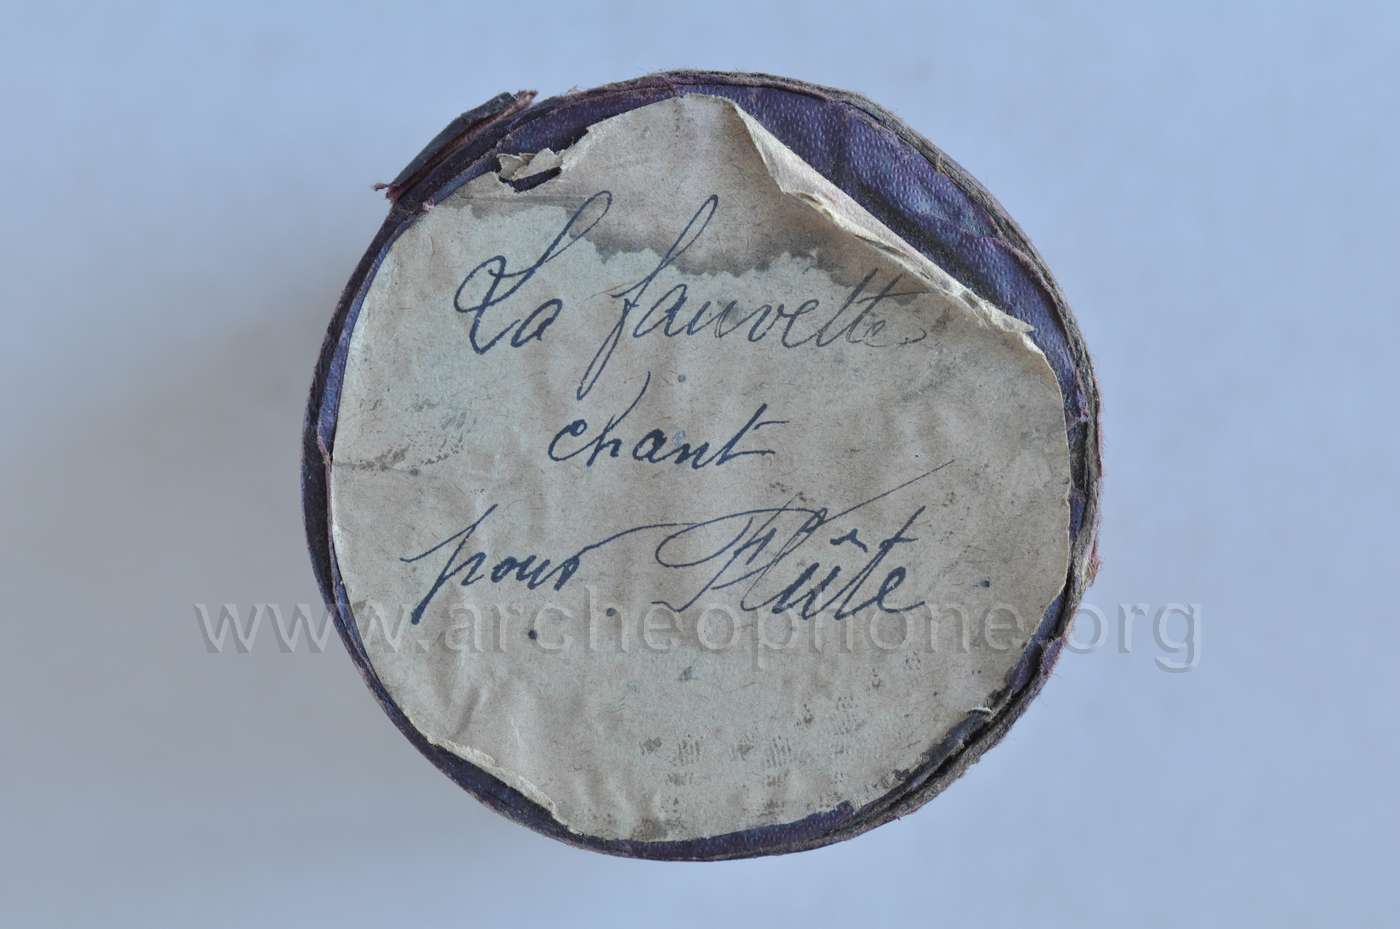 La fauvette
chant
pour Flûte.
www.archeophone.org